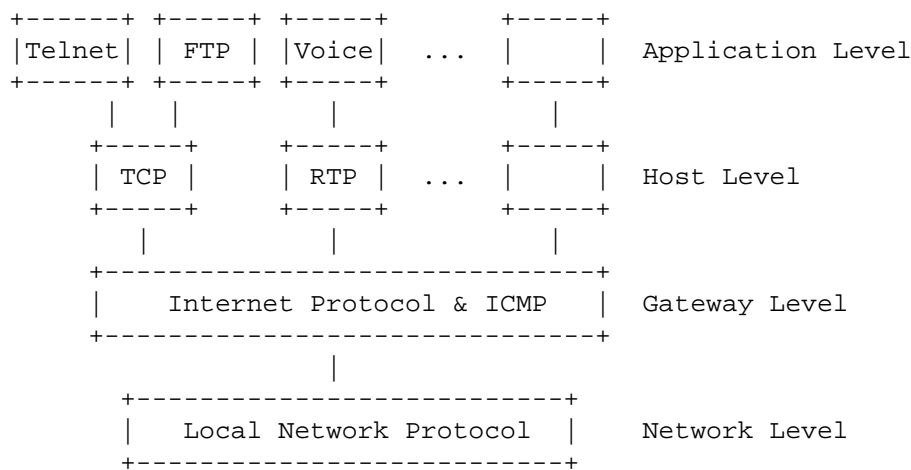 Telnet FTP Voice ... Application Level
TCP RTP ... Host Level
Internet Protocol & ICMP Gateway Level
Local Network Protocol Network Level